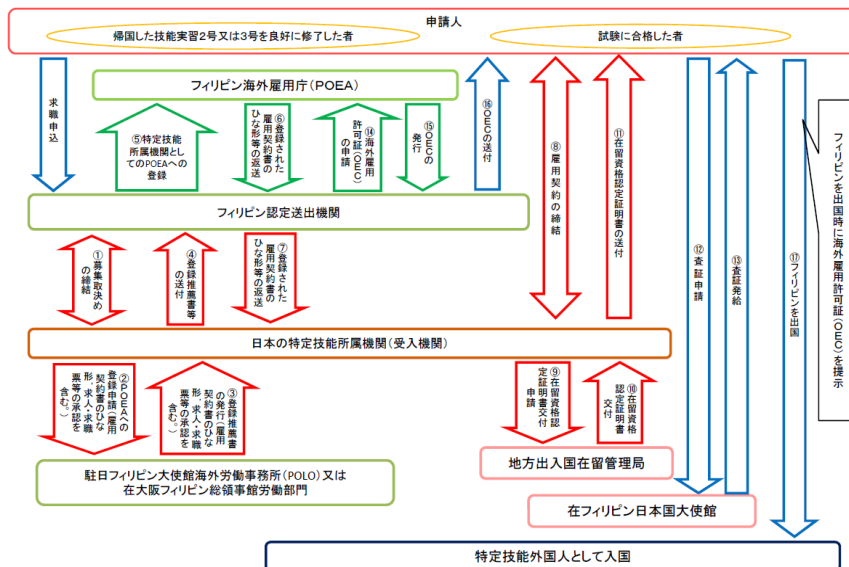 申請人
帰国した技能実習2号又は3号を良好に修了した者
試験に合格した者
求職申込
フィリピン海外雇用庁(POEA)
⑤特定技能
所属機関とし
てのPOEAへの
登録
⑥登録された
雇用契約書の
ひな形等の返送
⑭海外雇用
許可証(OEC)
の申請
⑮OECの
発行
⑯OECの送付
⑧雇用契約の締結
⑪在留資格認定証明書の送付
⑫査証申請
⑬査証発給
⑰フィリピンを出国
フィリピンを出国時に海外雇用許可証(OEC)を提示
フィリピン認定送出機関
①募集取決め
の締結
④登録推薦書等
の送付
⑦登録された
雇用契約書の
ひな形等の返送
日本の特定技能所属機関(受入機関)
②POEAへの
登録申請(雇用
契約書のひな
形,求人・求職
票等の承認を
含む。)
③登録推薦書
の発行(雇用
契約書のひな
形,求人・求職
票等の承認を
含む。)
⑨在留資格認
定証明書交付
申請
⑩在留資格
認定証明書
交付
駐日フィリピン大使館海外労働事務所(POLO)又は
在大阪フィリピン総領事館労働部門
地方出入国在留管理局
在フィリピン日本国大使館
特定技能外国人として入国